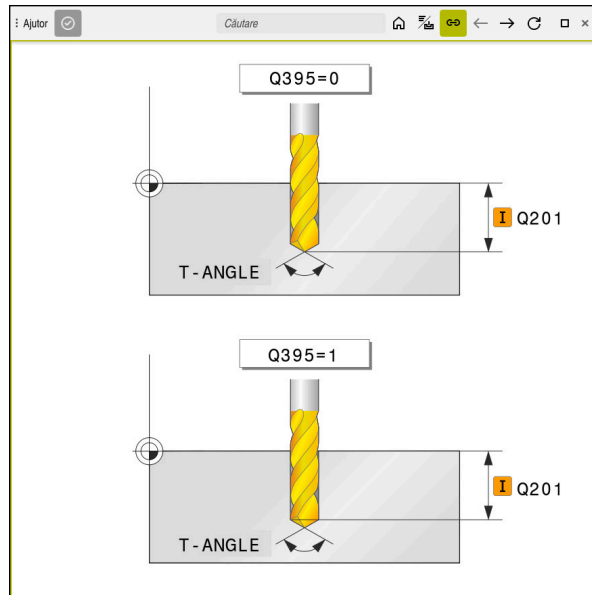 Ajutor
Căutare
Q395=0
I Q201
T-ANGLE
Q395=1
I Q201
T-ANGLE